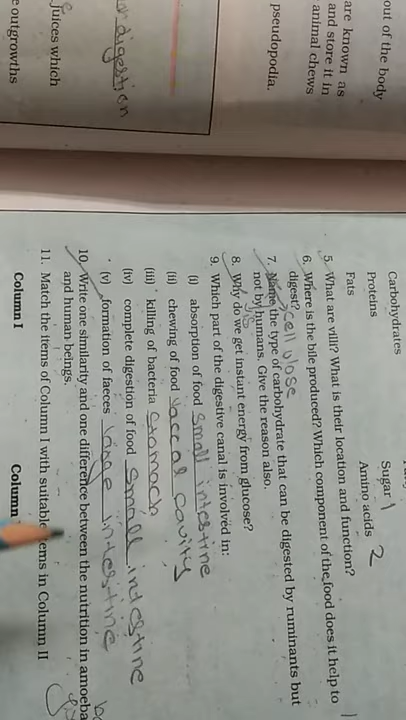 out of the body
are known as
and store it in
animal chews
pseudopodia.
digestion
juices which
e outgrowths
Carbohydrates
Proteins Sugar 1
Fats Amino acids 2
5. What are villi? What is their location and function?
6. Where is the bile produced? Which component of the food does it help to
digest? cell ulose
7. Name the type of carbohydrate that can be digested by ruminants but
not by humans. Give the reason also.
8. Why do we get instant energy from glucose?
9. Which part of the digestive canal is involved in:
(i) absorption of food small intestine
(ii) chewing of food baccal cavity
(iii) killing of bacteria stomach
(iv) complete digestion of food small intestine
(v) formation of faeces large intestine
10. Write one similarity and one difference between the nutrition in amoeba
and human beings.
11. Match the items of Column I with suitable items in Column II
Column I Column